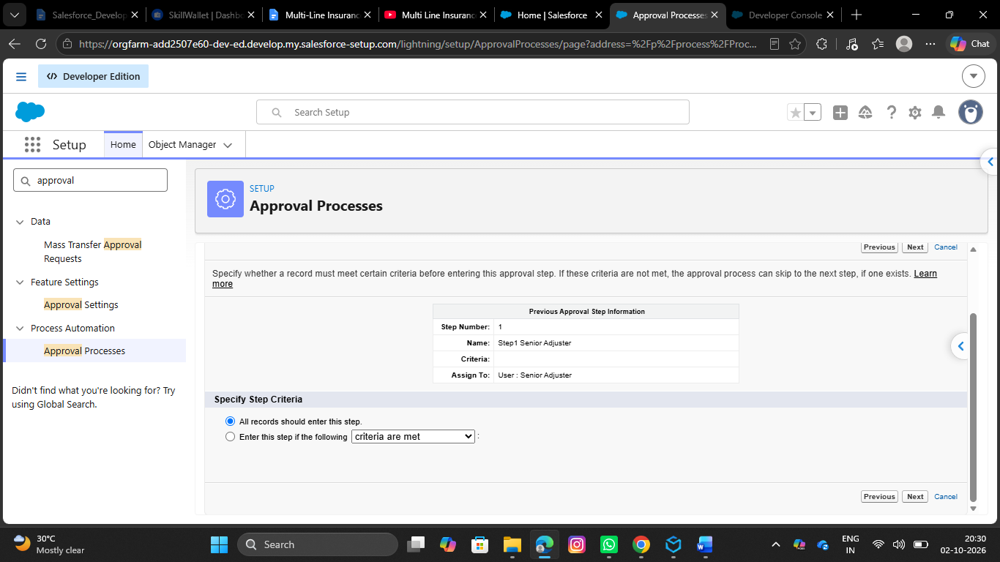 Salesforce_Develop
SkillWallet | Dashbo
Multi-Line Insuranc
Multi Line Insuranc
Home | Salesforce
Approval Processes
Developer Console
https://orgfarm-add2507e60-dev-ed.develop.my.salesforce-setup.com/lightning/setup/ApprovalProcesses/page?address=%2Fp%2Fprocess%2FProc...
Chat
Developer Edition
Search Setup
Setup
Home
Object Manager
approval
Data
Mass Transfer Approval
Requests
Feature Settings
Approval Settings
Process Automation
Approval Processes
Didn't find what you're looking for? Try
using Global Search.
SETUP
Approval Processes
Previous Next Cancel
Specify whether a record must meet certain criteria before entering this approval step. If these criteria are not met, the approval process can skip to the next step, if one exists. Learn
more
Previous Approval Step Information
Step Number: 1
Name: Step1 Senior Adjuster
Criteria:
Assign To: User : Senior Adjuster
Specify Step Criteria
All records should enter this step.
Enter this step if the following criteria are met :
Previous Next Cancel
30°C
Mostly clear
Search
ENG
IN
20:30
02-10-2026